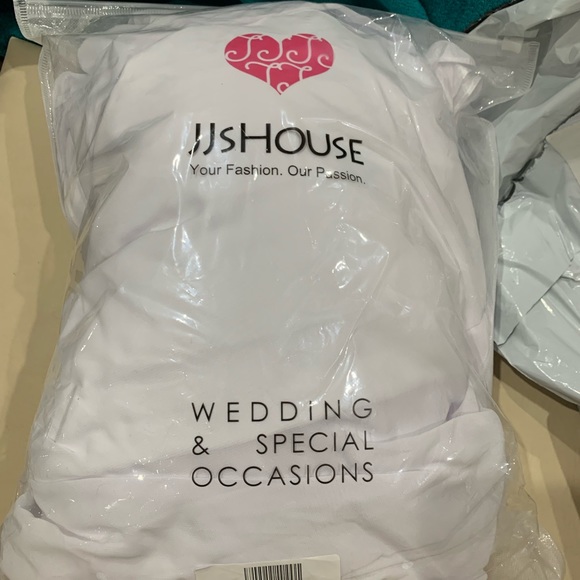 JJsHOUSE
Your Fashion. Our Passion.
WEDDING
& SPECIAL
OCCASIONS